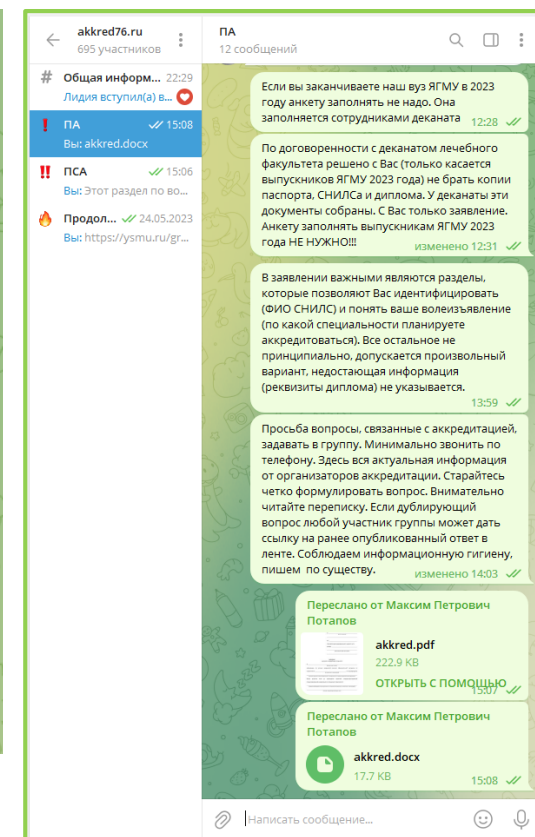 akkred76.ru
695 участников
ПА
12 сообщений
# Общая информ... 22:29
Лидия вступил(а) в...
ПА 15:08
Вы: akkred.docx
ПСА 15:06
Вы: Этот раздел по во...
Продол... 24.05.2023
Вы: https://ysmu.ru/gr...
Если вы заканчиваете наш вуз ЯГМУ в 2023
году анкету заполнять не надо. Она
заполняется сотрудниками деканата 12:28
По договоренности с деканатом лечебного
факультета решено с Вас (только касается
выпускников ЯГМУ 2023 года) не брать копии
паспорта, СНИЛСа и диплома. У деканаты эти
документы собраны. С Вас только заявление.
Анкету заполнять выпускникам ЯГМУ 2023
года НЕ НУЖНО!!! изменено 12:31
В заявлении важными являются разделы,
которые позволяют Вас идентифицировать
(ФИО СНИЛС) и понять ваше волеизъявление
(по какой специальности планируете
аккредитоваться). Все остальное не
принципиально, допускается произвольный
вариант, недостающая информация
(реквизиты диплома) не указывается.
13:59
Просьба вопросы, связанные с аккредитацией,
задавать в группу. Минимально звонить по
телефону. Здесь вся актуальная информация
от организаторов аккредитации. Старайтесь
четко формулировать вопрос. Внимательно
читайте переписку. Если дублирующий
вопрос любой участник группы может дать
ссылку на ранее опубликованный ответ в
ленте. Соблюдаем информационную гигиену,
пишем по существу. изменено 14:03
Переслано от Максим Петрович
Потапов
akkred.pdf
222.9 KB
ОТКРЫТЬ С ПОМОЩЬЮ
15:07
Переслано от Максим Петрович
Потапов
akkred.docx
17.7 KB
15:08
Написать сообщение...